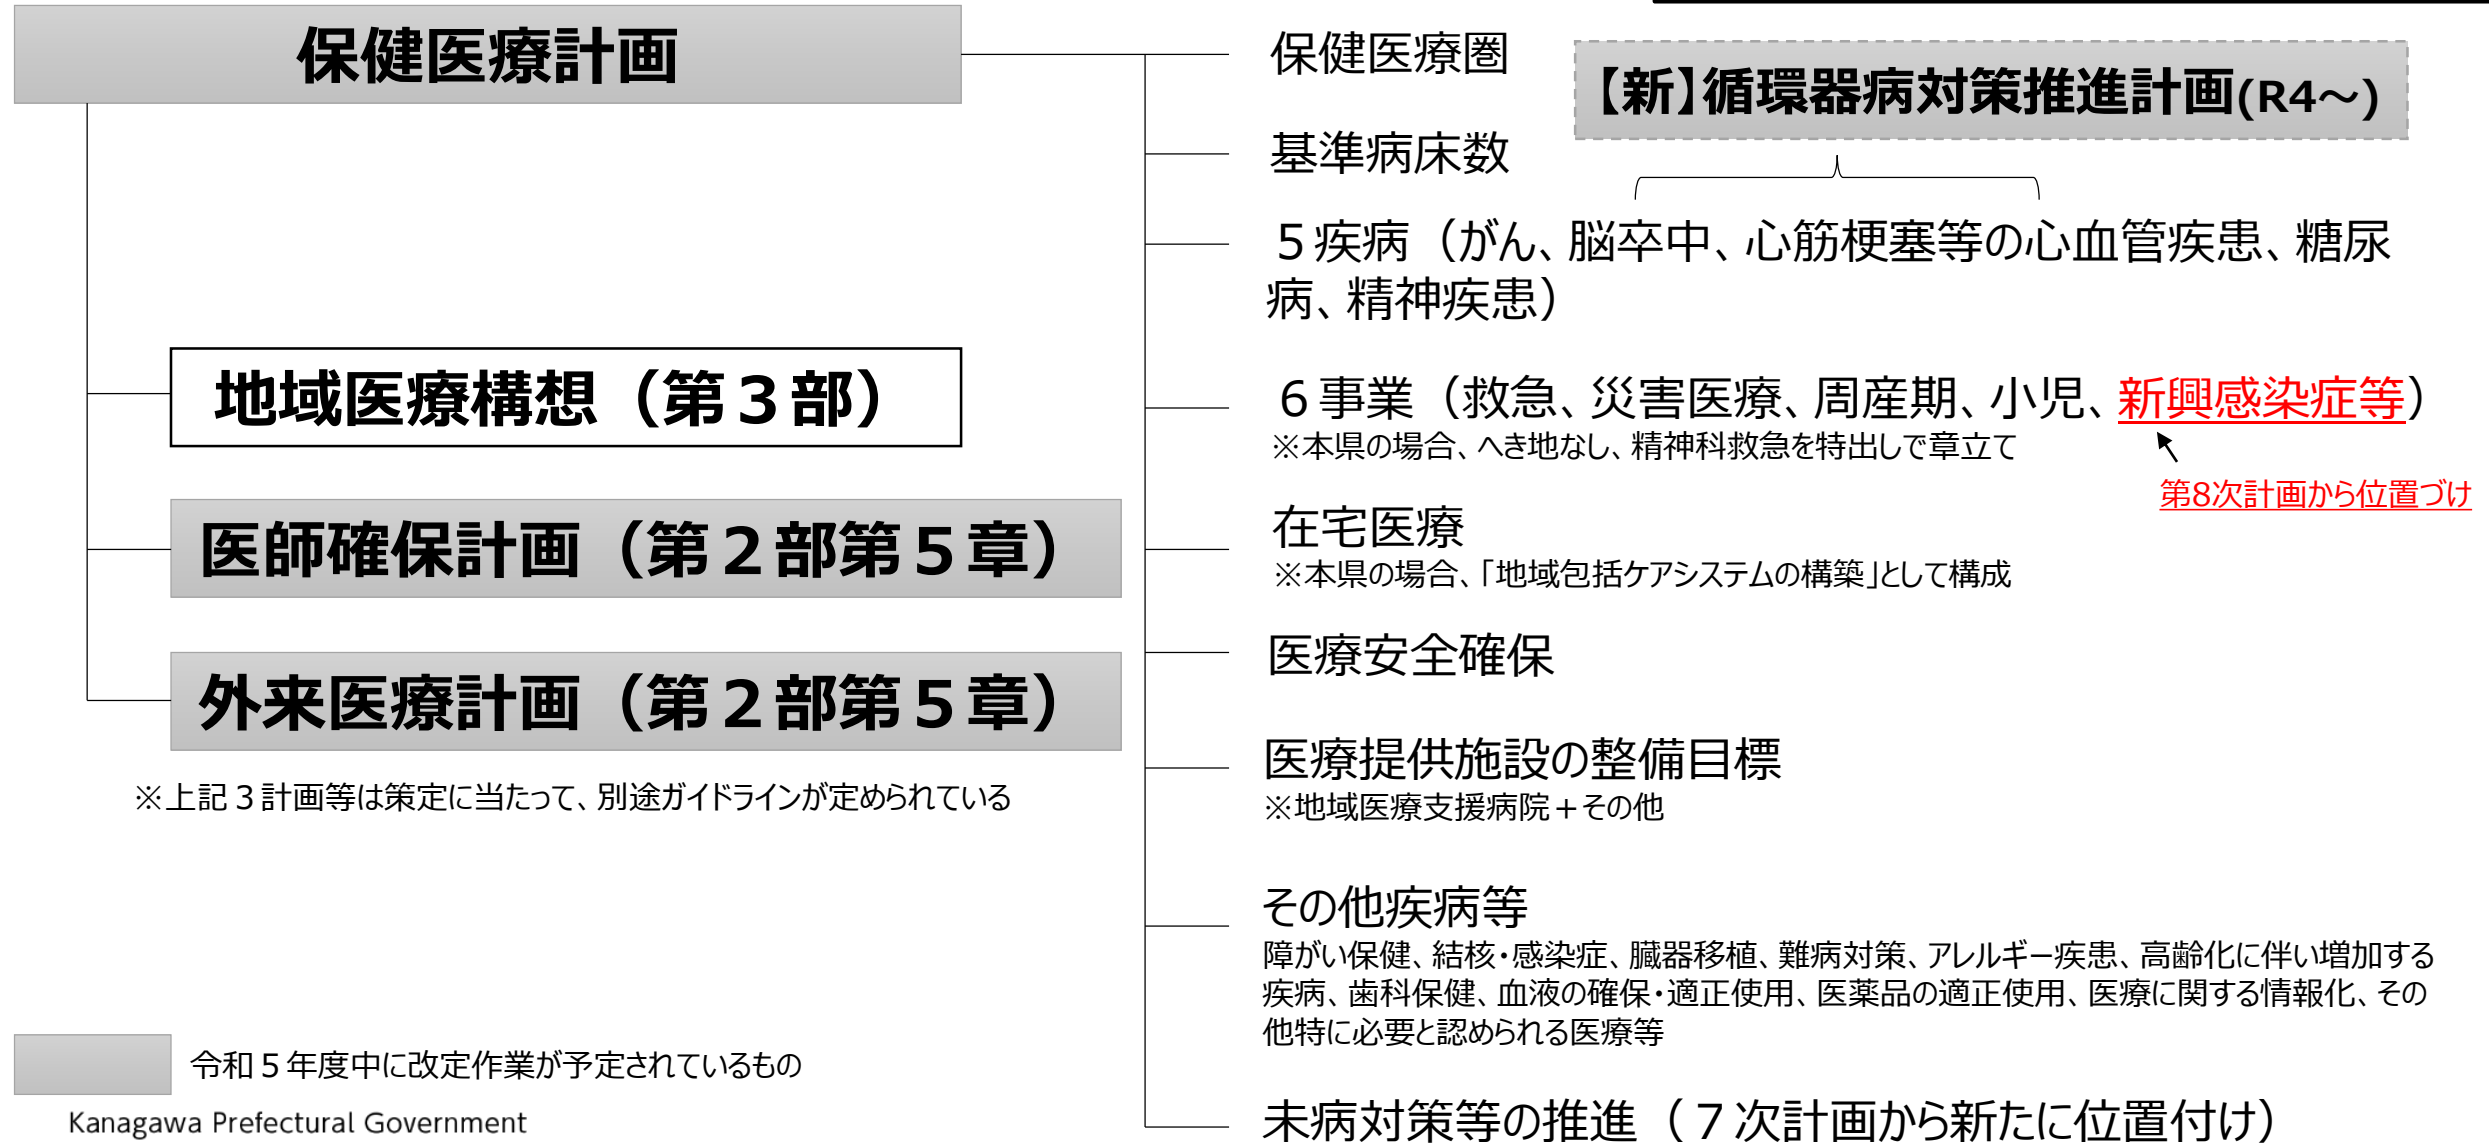 保健医療計画
地域医療構想（第３部）
医師確保計画（第２部第５章）
外来医療計画（第２部第５章）
※上記３計画等は策定に当たって、別途ガイドラインが定められている
令和５年度中に改定作業が予定されているもの
Kanagawa Prefectural Government
保健医療圏
【新】循環器病対策推進計画(R4～)
基準病床数
５疾病（がん、脳卒中、心筋梗塞等の心血管疾患、糖尿
病、精神疾患）
６事業（救急、災害医療、周産期、小児、新興感染症等）
※本県の場合、へき地なし、精神科救急を特出しで章立て
第8次計画から位置づけ
在宅医療
※本県の場合、「地域包括ケアシステムの構築」として構成
医療安全確保
医療提供施設の整備目標
※地域医療支援病院＋その他
その他疾病等
障がい保健、結核・感染症、臓器移植、難病対策、アレルギー疾患、高齢化に伴い増加する
疾病、歯科保健、血液の確保・適正使用、医薬品の適正使用、医療に関する情報化、その
他特に必要と認められる医療等
未病対策等の推進（７次計画から新たに位置付け）